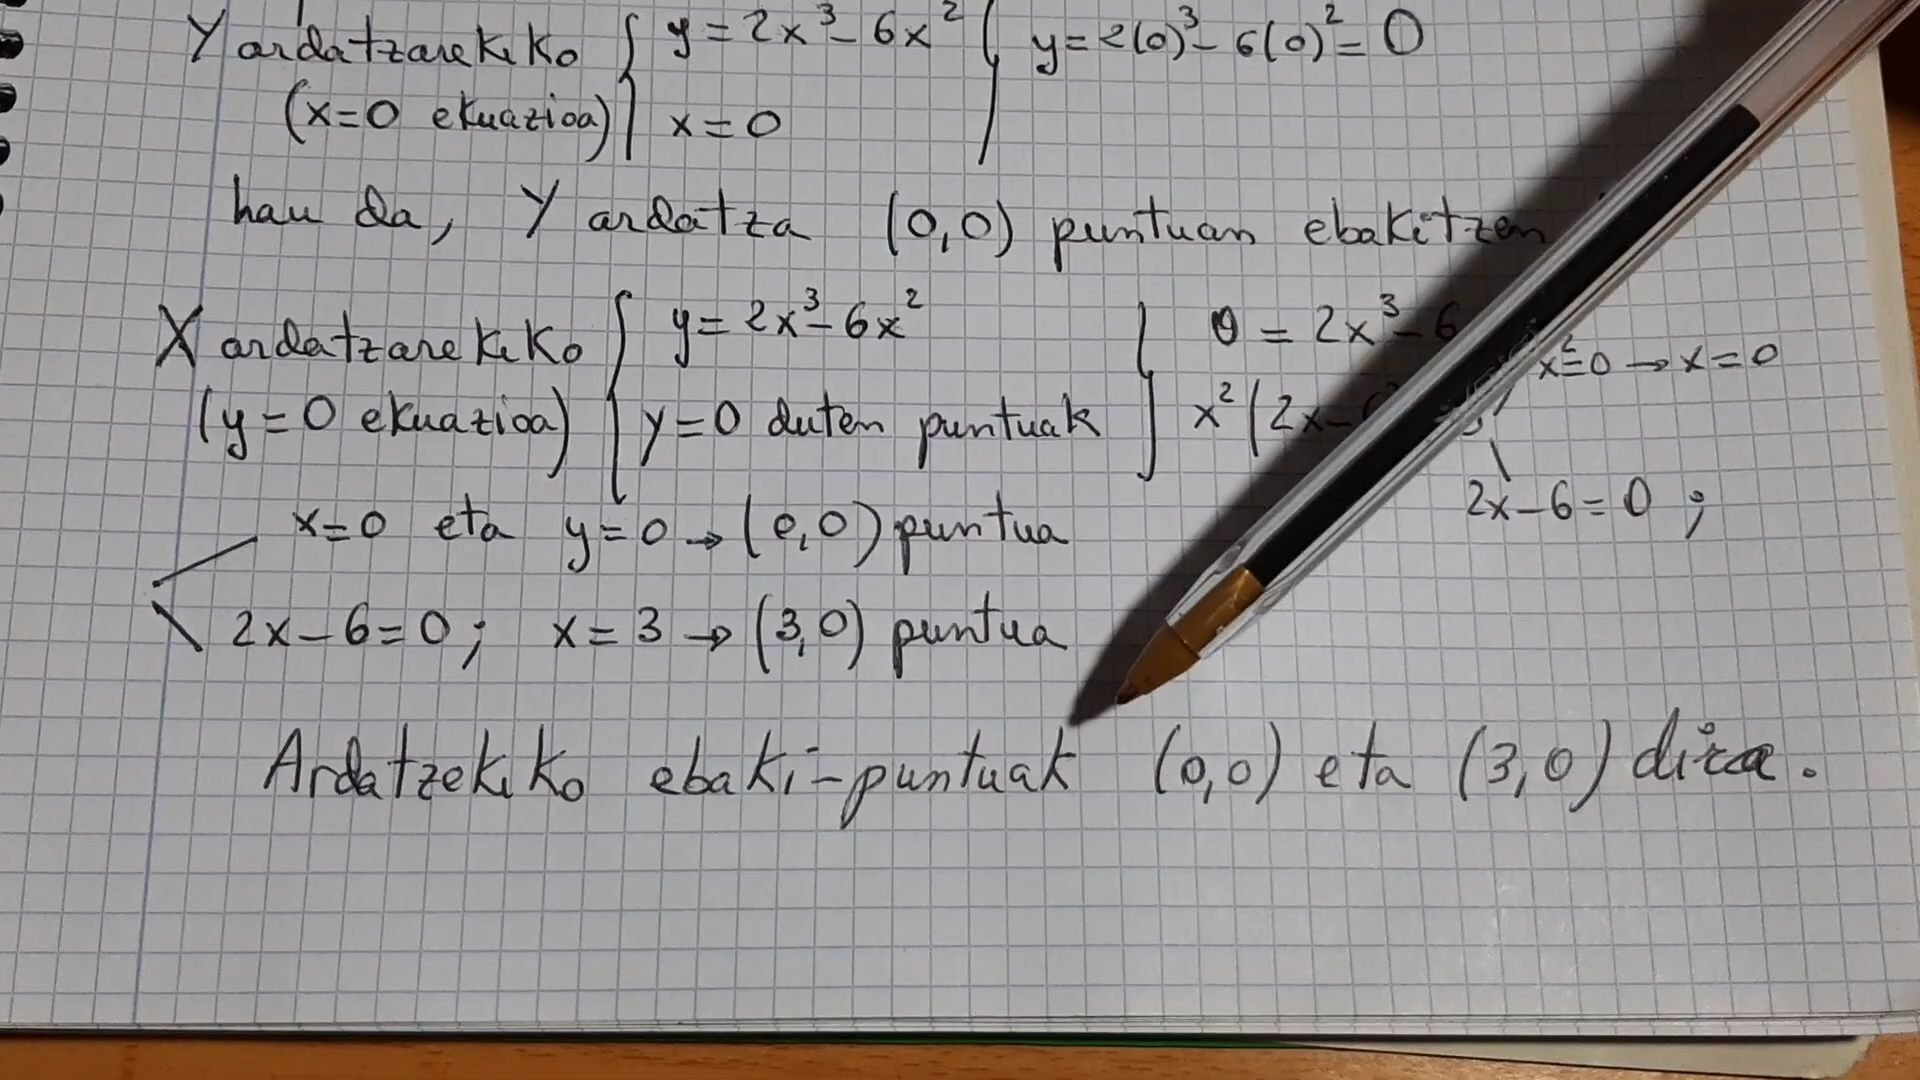 Y ardatzarekiko { y = 2x³ - 6x² } y = 2(0)³ - 6(0)² = 0
(x=0 ekuazioa) x = 0
hau da, Y ardatza (0,0) puntuan ebakitzen
X ardatzarekiko { y = 2x³ - 6x² } 0 = 2x³ - 6
x² = 0 → x = 0
(y=0 ekuazioa) y = 0 duten puntuak x² (2x -
2x - 6 = 0 ;
x = 0 eta y = 0 → (0,0) puntua
2x - 6 = 0 ; x = 3 → (3,0) puntua
Ardatzekiko ebaki-puntuak (0,0) eta (3,0) dira.